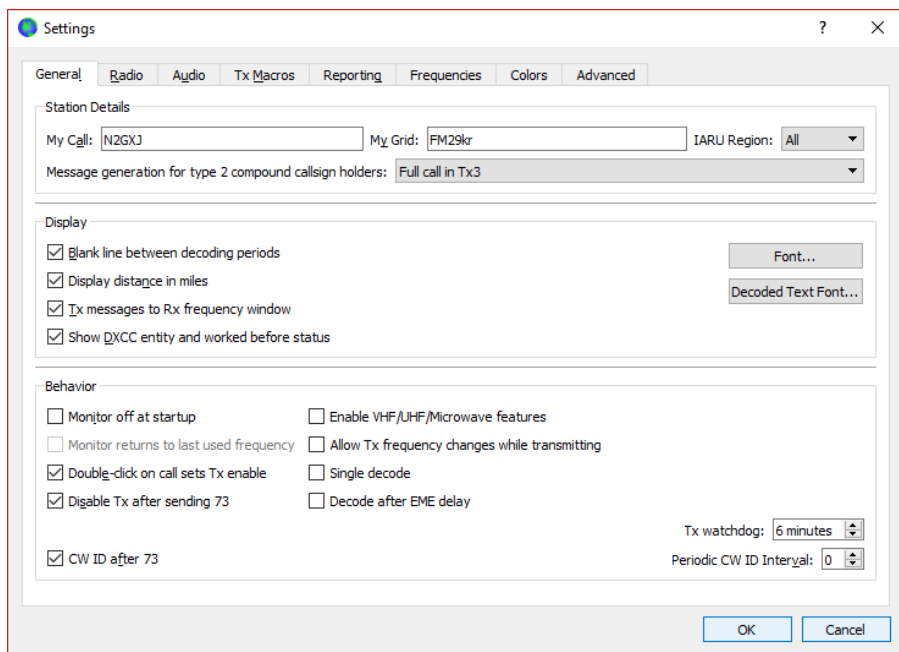 Settings ?
General Radio Audio Tx Macros Reporting Frequencies Colors Advanced
Station Details
My Call: N2GXJ My Grid: FM29kr IARU Region: All
Message generation for type 2 compound callsign holders: Full call in Tx3
Display
Blank line between decoding periods Font...
Display distance in miles Decoded Text Font...
Tx messages to Rx frequency window
Show DXCC entity and worked before status
Behavior
Monitor off at startup Enable VHF/UHF/Microwave features
Monitor returns to last used frequency Allow Tx frequency changes while transmitting
Double-click on call sets Tx enable Single decode
Disable Tx after sending 73 Decode after EME delay
Tx watchdog: 6 minutes
CW ID after 73 Periodic CW ID Interval: 0
OK Cancel